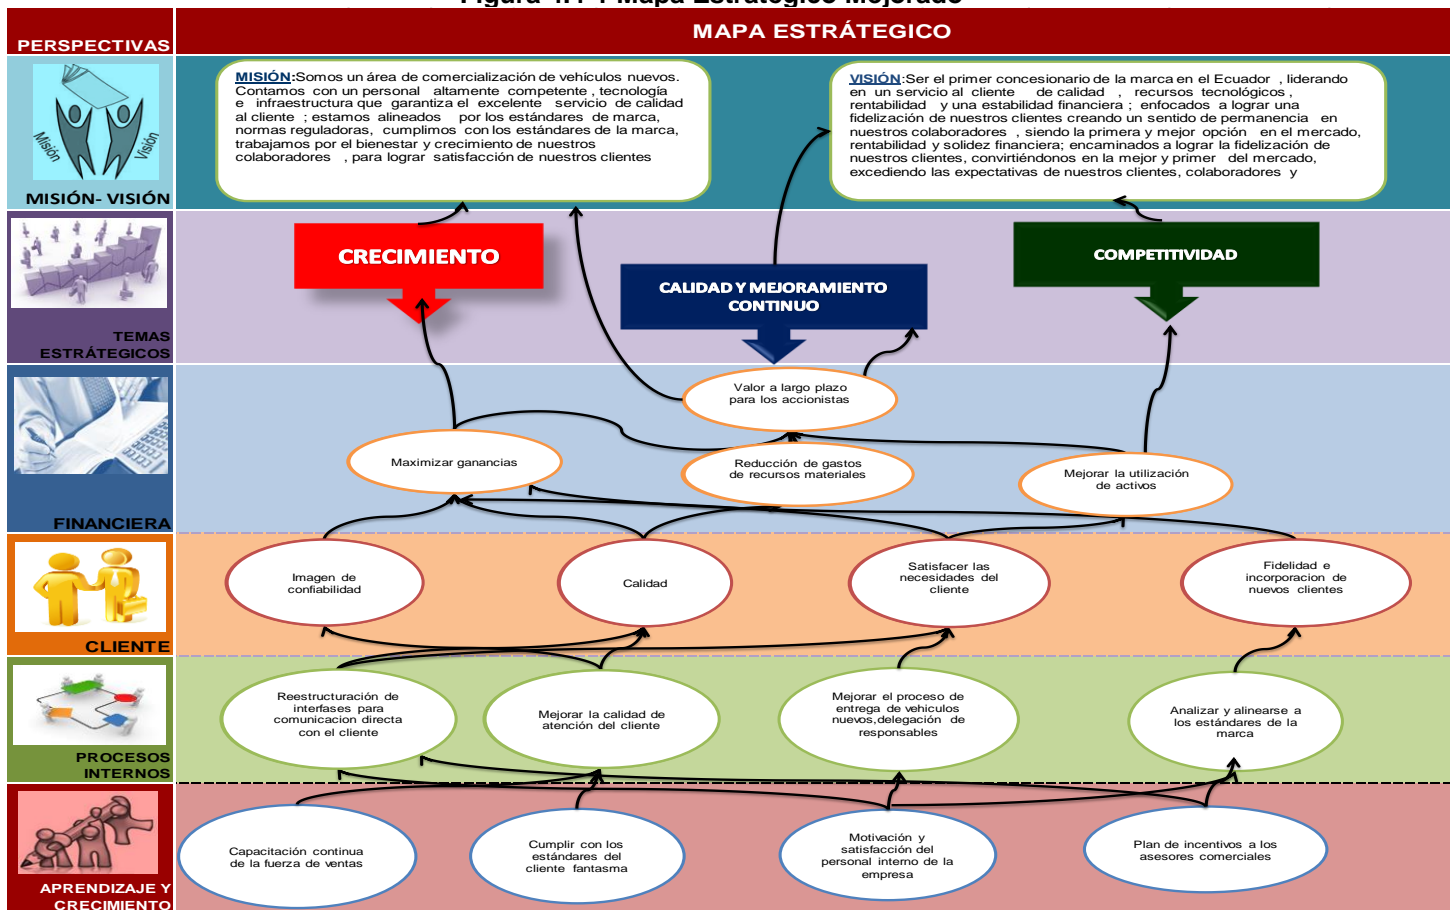 Figura 4.14 Mapa Estratégico Mejorado
PERSPECTIVAS
MAPA ESTRÁTEGICO
MISIÓN:Somos un área de comercialización de vehículos nuevos.
Contamos con un personal altamente competente , tecnología
e infraestructura que garantiza el excelente servicio de calidad
al cliente ; estamos alineados por los estándares de marca,
normas reguladoras, cumplimos con los estándares de la marca,
trabajamos por el bienestar y crecimiento de nuestros
colaboradores , para lograr satisfacción de nuestros clientes
VISIÓN:Ser el primer concesionario de la marca en el Ecuador , liderando
en un servicio al cliente de calidad , recursos tecnológicos ,
rentabilidad y una estabilidad financiera ; enfocados a lograr una
fidelización de nuestros clientes creando un sentido de permanencia en
nuestros colaboradores , siendo la primera y mejor opción en el mercado,
rentabilidad y solidez financiera; encaminados a lograr la fidelización de
nuestros clientes, convirtiéndonos en la mejor y primer del mercado,
excediendo las expectativas de nuestros clientes, colaboradores y
Misión
Visión
MISIÓN- VISIÓN
CRECIMIENTO
CALIDAD Y MEJORAMIENTO
CONTINUO
COMPETITIVIDAD
TEMAS
ESTRÁTEGICOS
Valor a largo plazo
para los accionistas
Maximizar ganancias
Reducción de gastos
de recursos materiales
Mejorar la utilización
de activos
FINANCIERA
Imagen de
confiabilidad
Calidad
Satisfacer las
necesidades del
cliente
Fidelidad e
incorporacion de
nuevos clientes
CLIENTE
Reestructuración de
interfases para
comunicacion directa
con el cliente
Mejorar la calidad de
atención del cliente
Mejorar el proceso de
entrega de vehiculos
nuevos,delegación de
responsables
Analizar y alinearse a
los estándares de la
marca
PROCESOS
INTERNOS
Capacitación continua
de la fuerza de ventas
Cumplir con los
estándares del
cliente fantasma
Motivación y
satisfacción del
personal interno de la
empresa
Plan de incentivos a los
asesores comerciales
APRENDIZAJE Y
CRECIMIENTO